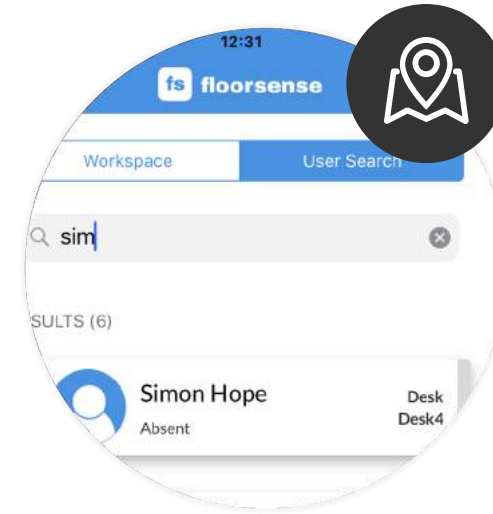 12:31
fs floorsense
Workspace User Search
sim
SULTS (6)
Simon Hope
Absent
Desk
Desk4